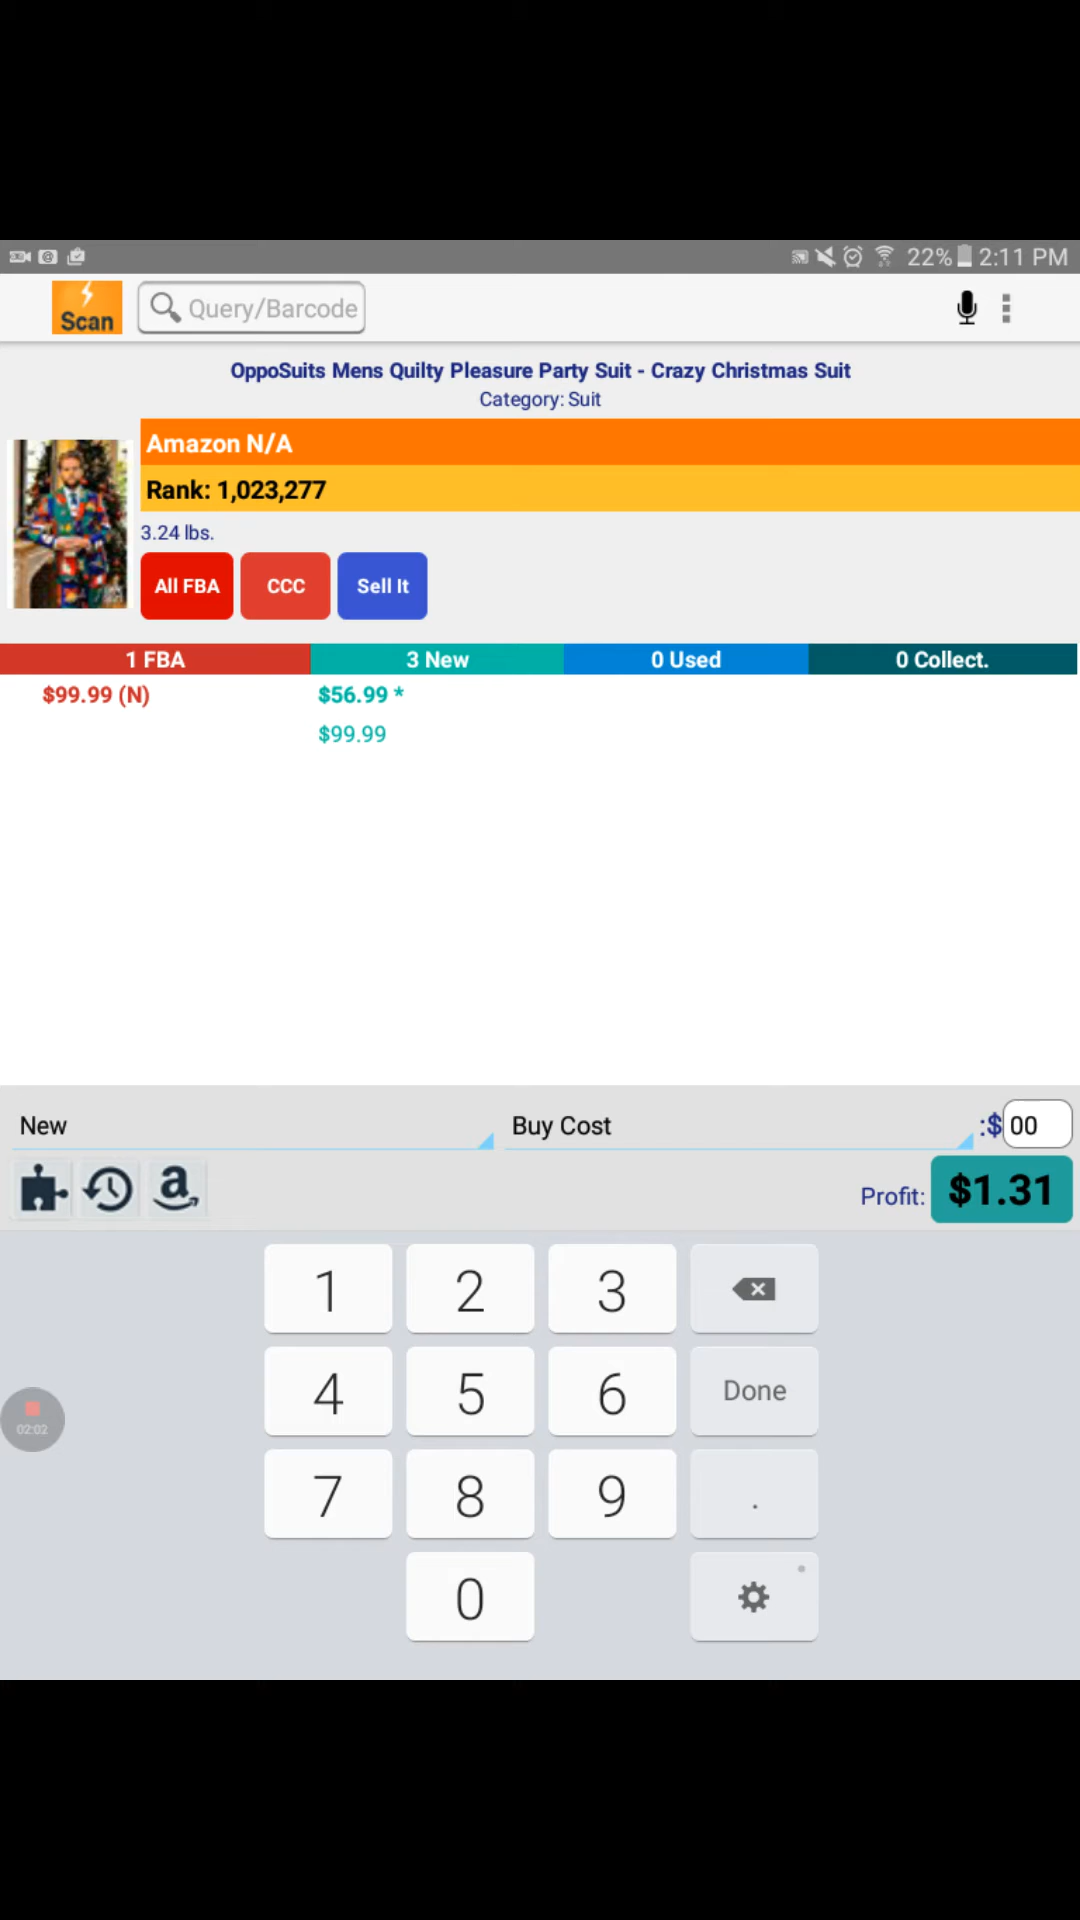 22% 2:11 PM
Scan
Query/Barcode
OppoSuits Mens Quilty Pleasure Party Suit - Crazy Christmas Suit
Category: Suit
Amazon N/A
Rank: 1,023,277
3.24 lbs.
All FBA CCC Sell It
1 FBA 3 New 0 Used 0 Collect.
$99.99 (N) $56.99 *
$99.99
New Buy Cost :$ 00
a Profit: $1.31
1 2 3
4 5 6 Done
02:02
7 8 9 .
0